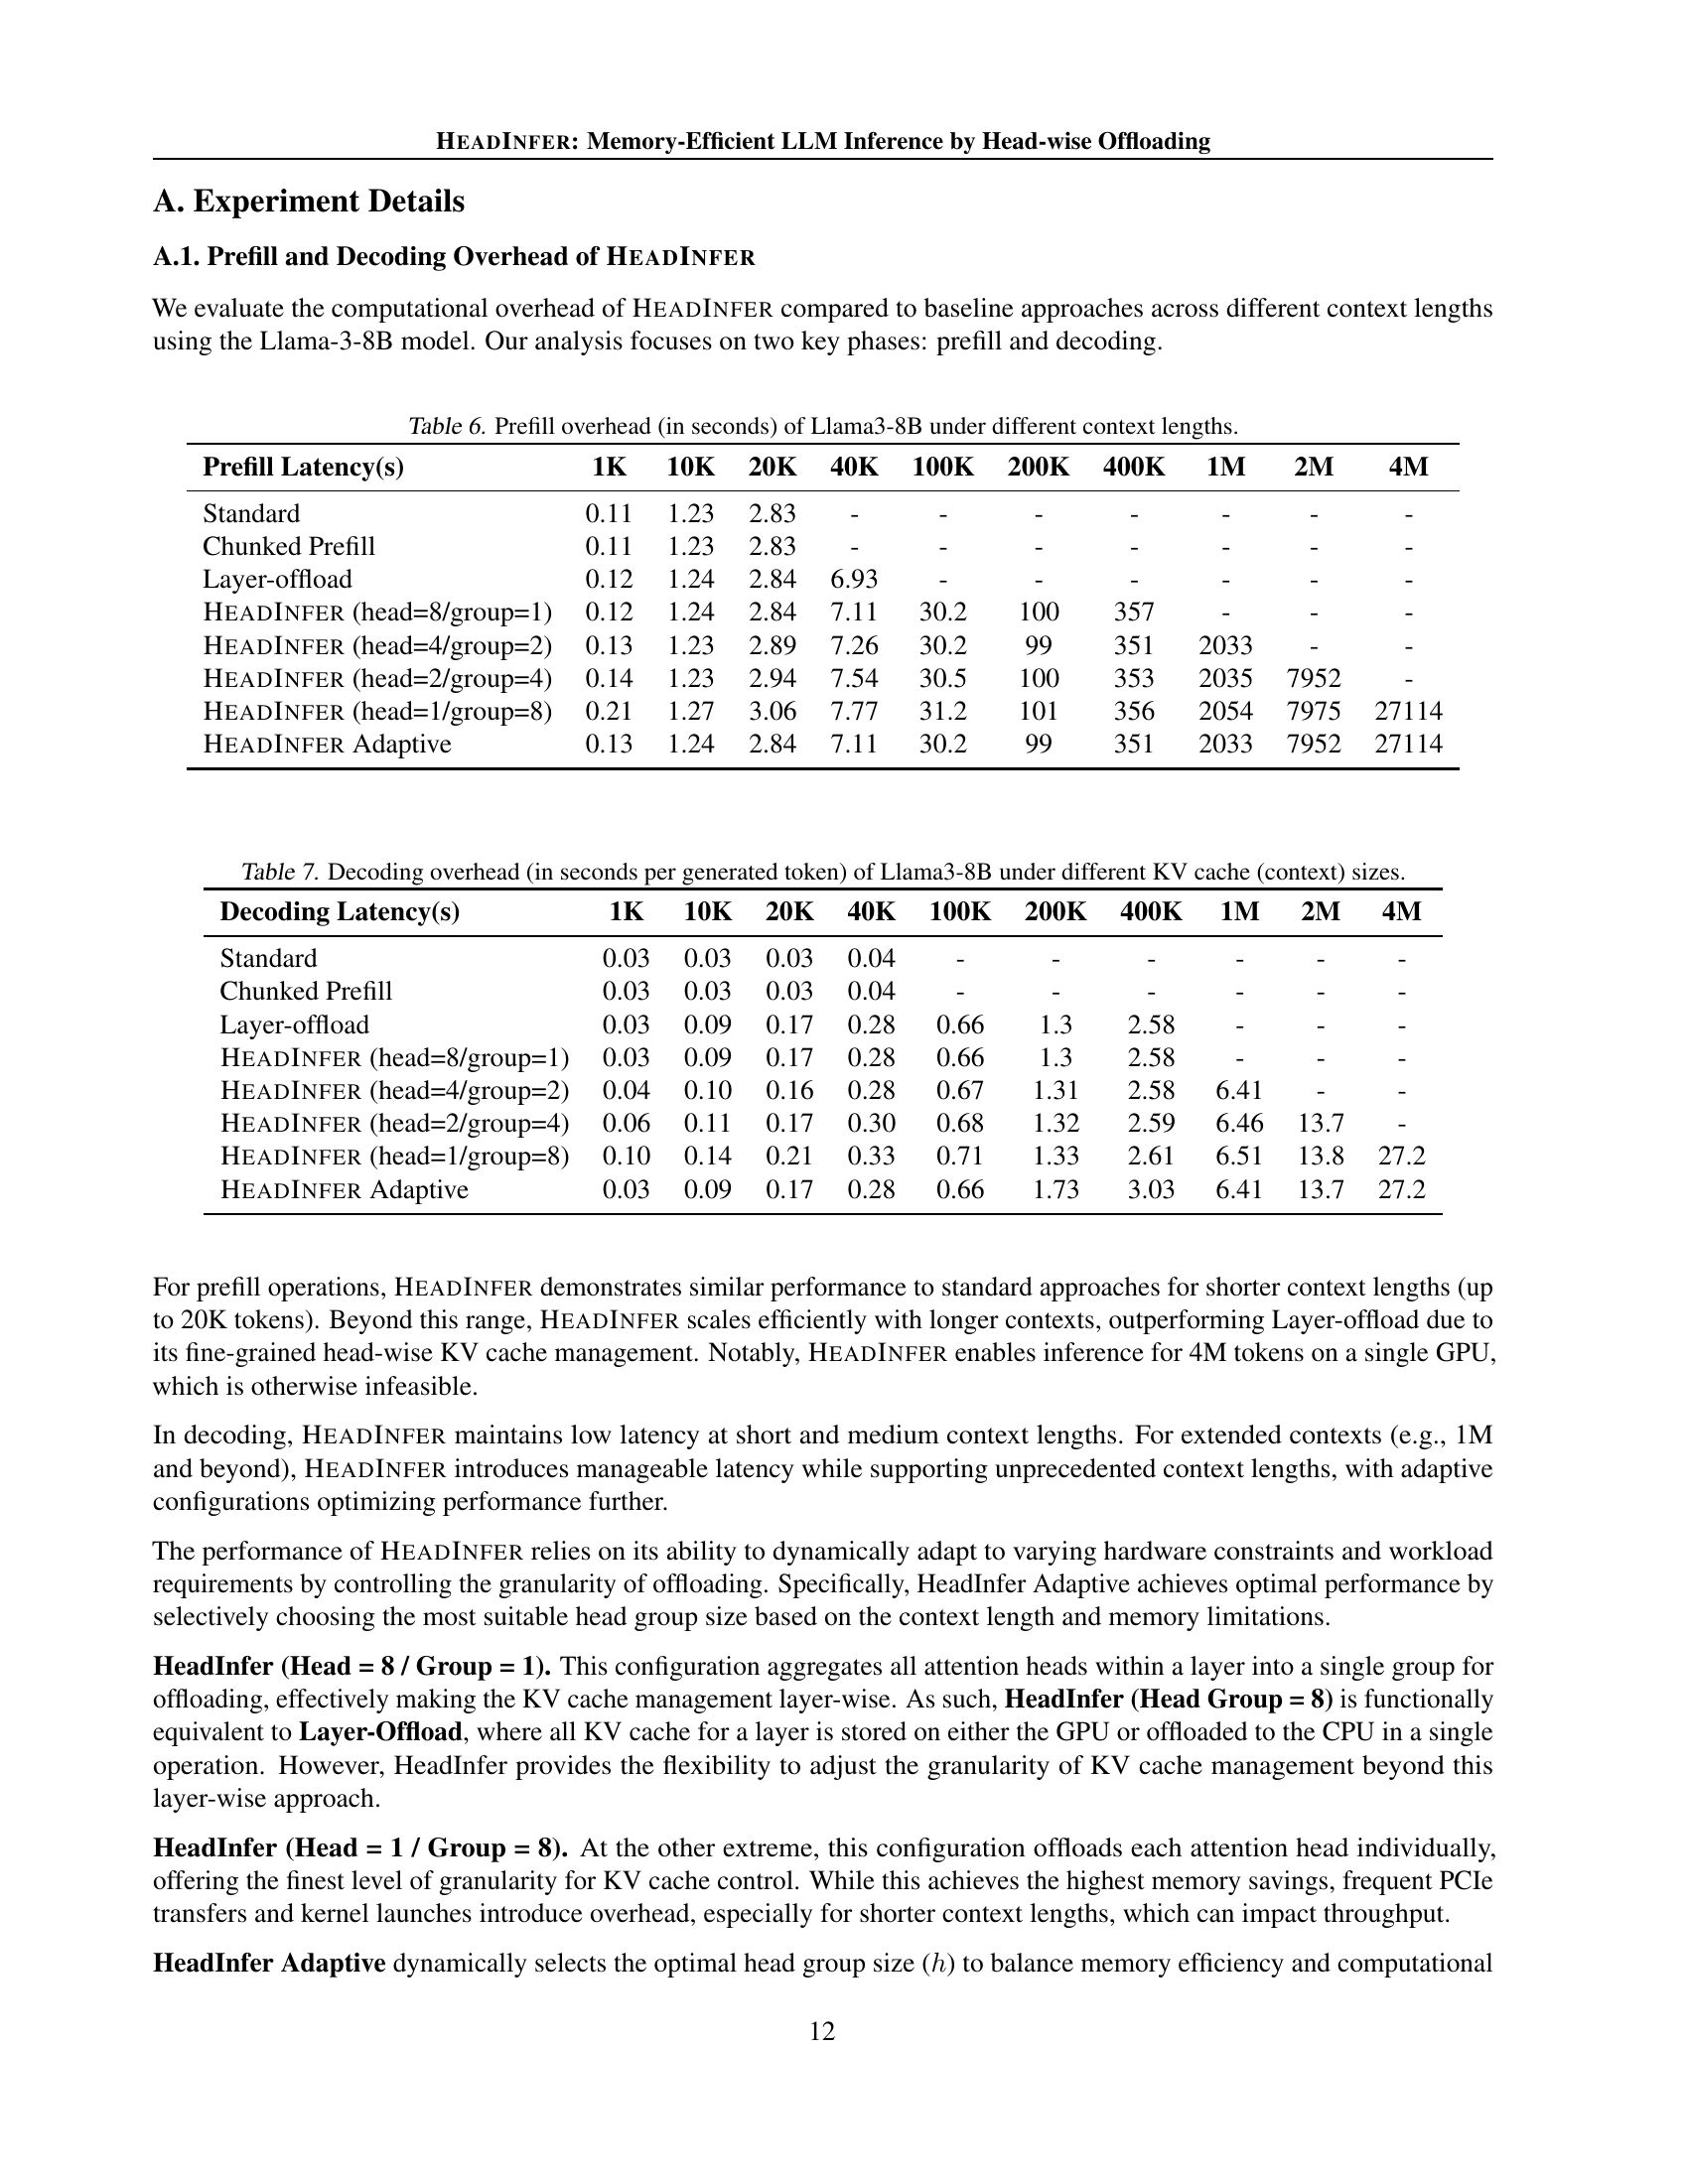 HEADINFER: Memory-Efficient LLM Inference by Head-wise Offloading
A. Experiment Details
A.1. Prefill and Decoding Overhead of HEADINFER
We evaluate the computational overhead of HEADINFER compared to baseline approaches across different context lengths
using the Llama-3-8B model. Our analysis focuses on two key phases: prefill and decoding.
Table 6. Prefill overhead (in seconds) of Llama3-8B under different context lengths.
Prefill Latency(s) 1K 10K 20K 40K 100K 200K 400K 1M 2M 4M
Standard 0.11 1.23 2.83 - - - - - - -
Chunked Prefill 0.11 1.23 2.83 - - - - - - -
Layer-offload 0.12 1.24 2.84 6.93 - - - - - -
HEADINFER (head=8/group=1) 0.12 1.24 2.84 7.11 30.2 100 357 - - -
HEADINFER (head=4/group=2) 0.13 1.23 2.89 7.26 30.2 99 351 2033 - -
HEADINFER (head=2/group=4) 0.14 1.23 2.94 7.54 30.5 100 353 2035 7952 -
HEADINFER (head=1/group=8) 0.21 1.27 3.06 7.77 31.2 101 356 2054 7975 27114
HEADINFER Adaptive 0.13 1.24 2.84 7.11 30.2 99 351 2033 7952 27114
Table 7. Decoding overhead (in seconds per generated token) of Llama3-8B under different KV cache (context) sizes.
Decoding Latency(s) 1K 10K 20K 40K 100K 200K 400K 1M 2M 4M
Standard 0.03 0.03 0.03 0.04 - - - - - -
Chunked Prefill 0.03 0.03 0.03 0.04 - - - - - -
Layer-offload 0.03 0.09 0.17 0.28 0.66 1.3 2.58 - - -
HEADINFER (head=8/group=1) 0.03 0.09 0.17 0.28 0.66 1.3 2.58 - - -
HEADINFER (head=4/group=2) 0.04 0.10 0.16 0.28 0.67 1.31 2.58 6.41 - -
HEADINFER (head=2/group=4) 0.06 0.11 0.17 0.30 0.68 1.32 2.59 6.46 13.7 -
HEADINFER (head=1/group=8) 0.10 0.14 0.21 0.33 0.71 1.33 2.61 6.51 13.8 27.2
HEADINFER Adaptive 0.03 0.09 0.17 0.28 0.66 1.73 3.03 6.41 13.7 27.2
For prefill operations, HEADINFER demonstrates similar performance to standard approaches for shorter context lengths (up
to 20K tokens). Beyond this range, HEADINFER scales efficiently with longer contexts, outperforming Layer-offload due to
its fine-grained head-wise KV cache management. Notably, HEADINFER enables inference for 4M tokens on a single GPU,
which is otherwise infeasible.
In decoding, HEADINFER maintains low latency at short and medium context lengths. For extended contexts (e.g., 1M
and beyond), HEADINFER introduces manageable latency while supporting unprecedented context lengths, with adaptive
configurations optimizing performance further.
The performance of HEADINFER relies on its ability to dynamically adapt to varying hardware constraints and workload
requirements by controlling the granularity of offloading. Specifically, HeadInfer Adaptive achieves optimal performance by
selectively choosing the most suitable head group size based on the context length and memory limitations.
HeadInfer (Head = 8 / Group = 1). This configuration aggregates all attention heads within a layer into a single group for
offloading, effectively making the KV cache management layer-wise. As such, HeadInfer (Head Group = 8) is functionally
equivalent to Layer-Offload, where all KV cache for a layer is stored on either the GPU or offloaded to the CPU in a single
operation. However, HeadInfer provides the flexibility to adjust the granularity of KV cache management beyond this
layer-wise approach.
HeadInfer (Head = 1 / Group = 8). At the other extreme, this configuration offloads each attention head individually,
offering the finest level of granularity for KV cache control. While this achieves the highest memory savings, frequent PCIe
transfers and kernel launches introduce overhead, especially for shorter context lengths, which can impact throughput.
HeadInfer Adaptive dynamically selects the optimal head group size (h) to balance memory efficiency and computational
12